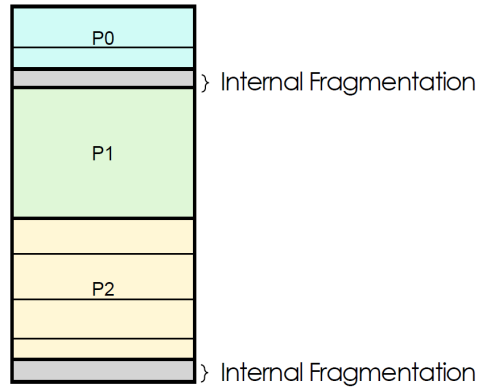 P0
} Internal Fragmentation
P1
P2
} Internal Fragmentation